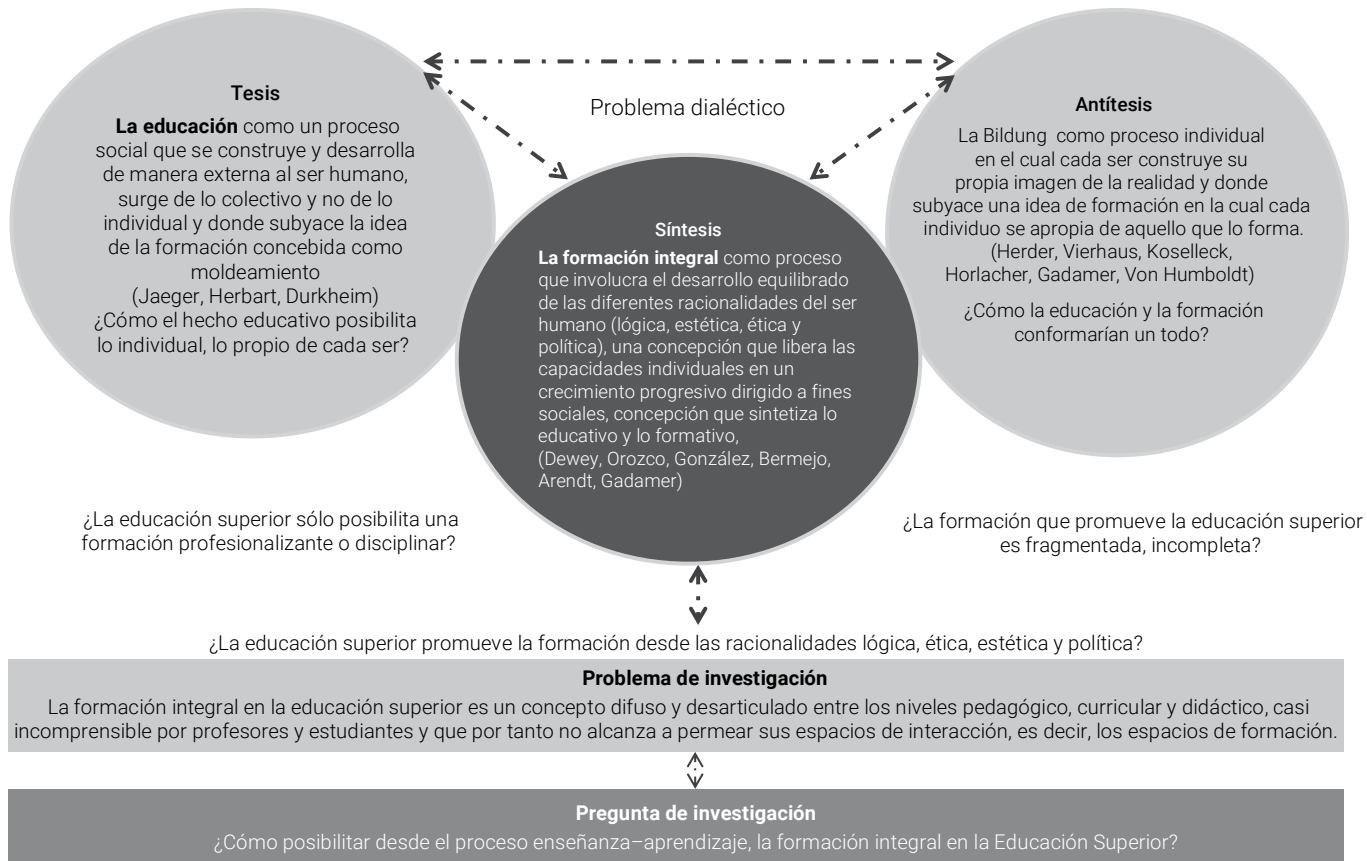 Tesis
La educación como un proceso
social que se construye y desarrolla
de manera externa al ser humano,
surge de lo colectivo y no de lo
individual y donde subyace la idea
de la formación concebida como
moldeamiento
(Jaeger, Herbart, Durkheim)
¿Cómo el hecho educativo posibilita
lo individual, lo propio de cada ser?
Problema dialéctico
Antítesis
La Bildung como proceso individual
en el cual cada ser construye su
propia imagen de la realidad y donde
subyace una idea de formación en la cual cada
individuo se apropia de aquello que lo forma.
(Herder, Vierhaus, Koselleck,
Horlacher, Gadamer, Von Humboldt)
¿Cómo la educación y la formación
conformarían un todo?
Síntesis
La formación integral como proceso
que involucra el desarrollo equilibrado
de las diferentes racionalidades del ser
humano (lógica, estética, ética y
política), una concepción que libera las
capacidades individuales en un
crecimiento progresivo dirigido a fines
sociales, concepción que sintetiza lo
educativo y lo formativo,
(Dewey, Orozco, González, Bermejo,
Arendt, Gadamer)
¿La educación superior sólo posibilita una
formación profesionalizante o disciplinar?
¿La formación que promueve la educación superior
es fragmentada, incompleta?
¿La educación superior promueve la formación desde las racionalidades lógica, ética, estética y política?
Problema de investigación
La formación integral en la educación superior es un concepto difuso y desarticulado entre los niveles pedagógico, curricular y didáctico, casi
incomprensible por profesores y estudiantes y que por tanto no alcanza a permear sus espacios de interacción, es decir, los espacios de formación.
Pregunta de investigación
¿Cómo posibilitar desde el proceso enseñanza–aprendizaje, la formación integral en la Educación Superior?